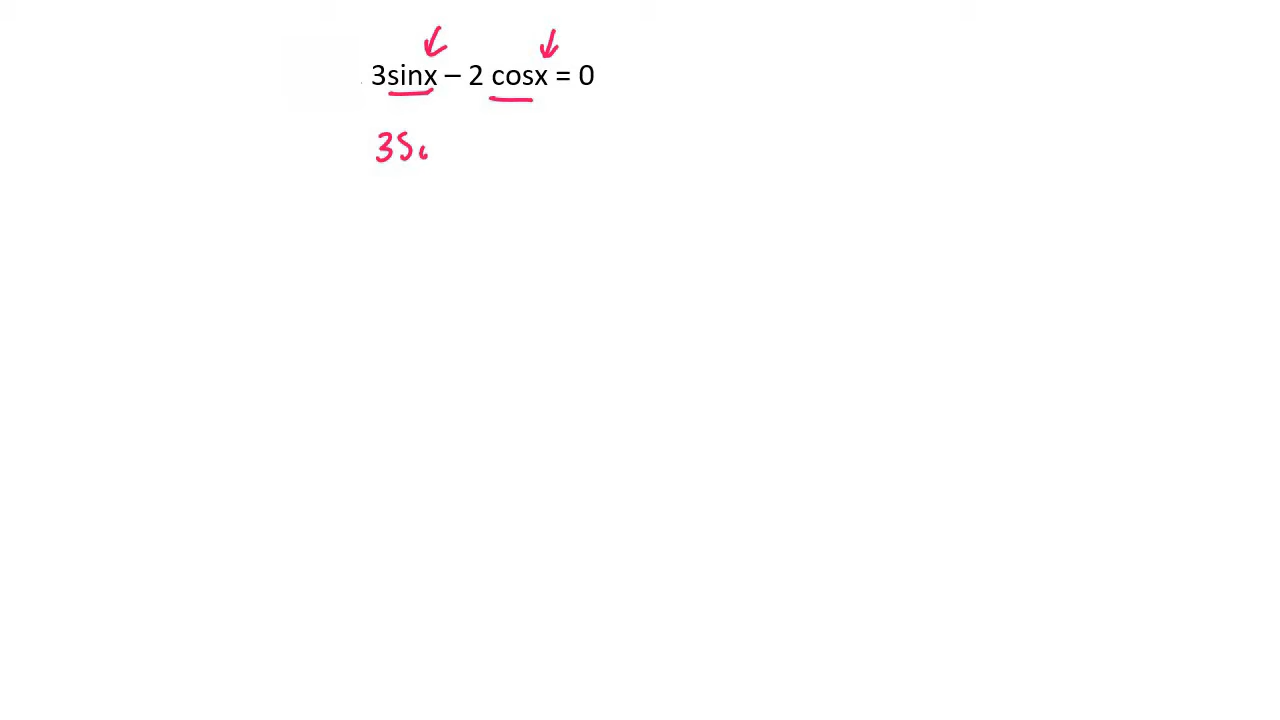 3sinx – 2 cosx = 0
3S